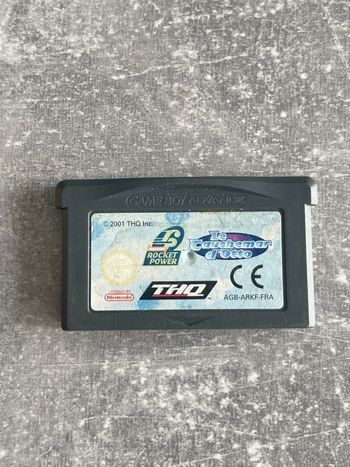 GAME BOY ADVANCE
© 2001 THQ Inc.
ROCKET
POWER
Le
Cauchemar
d'Otto
Nintendo
THQ
CE
AGB-ARKF-FRA